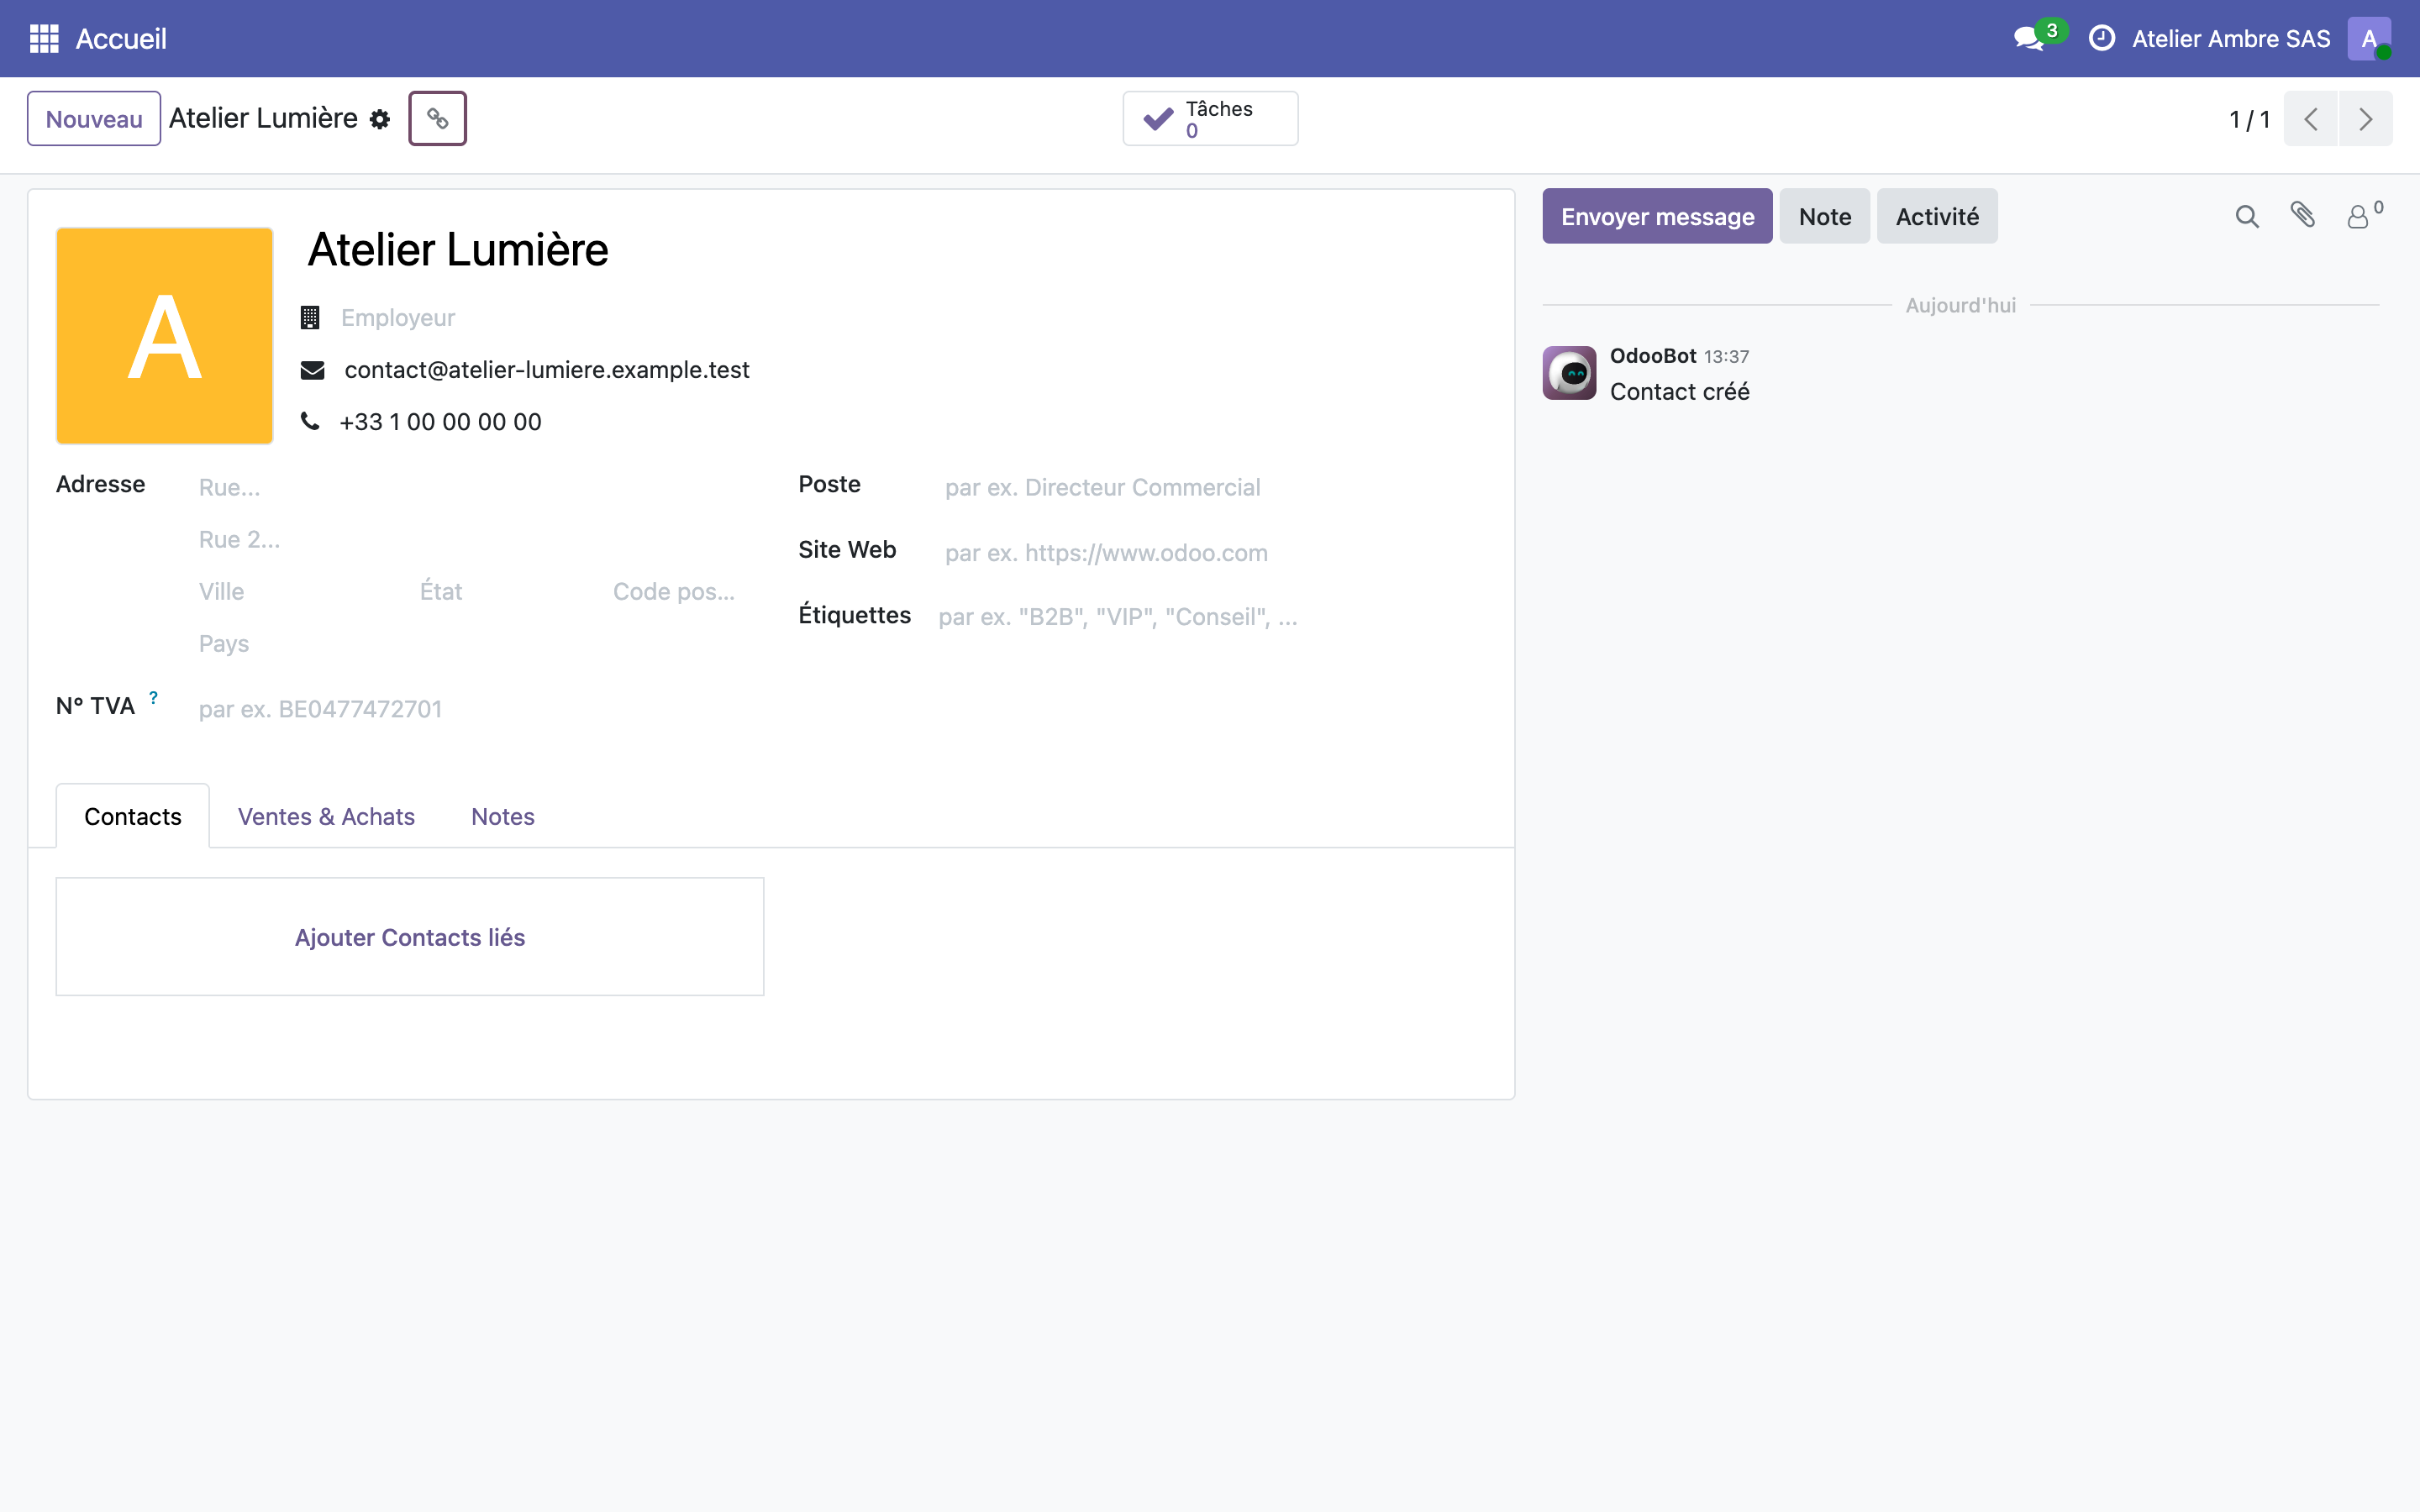 Accueil
3
Atelier Ambre SAS
A
Nouveau
Atelier Lumière
Tâches
0
1 / 1
A
Atelier Lumière
Employeur
contact@atelier-lumiere.example.test
+33 1 00 00 00 00
Adresse
Rue...
Rue 2...
Ville
État
Code pos...
Pays
N° TVA ?
par ex. BE0477472701
Poste
par ex. Directeur Commercial
Site Web
par ex. https://www.odoo.com
Étiquettes
par ex. "B2B", "VIP", "Conseil", ...
Contacts
Ventes & Achats
Notes
Ajouter Contacts liés
Envoyer message
Note
Activité
0
Aujourd'hui
OdooBot 13:37
Contact créé